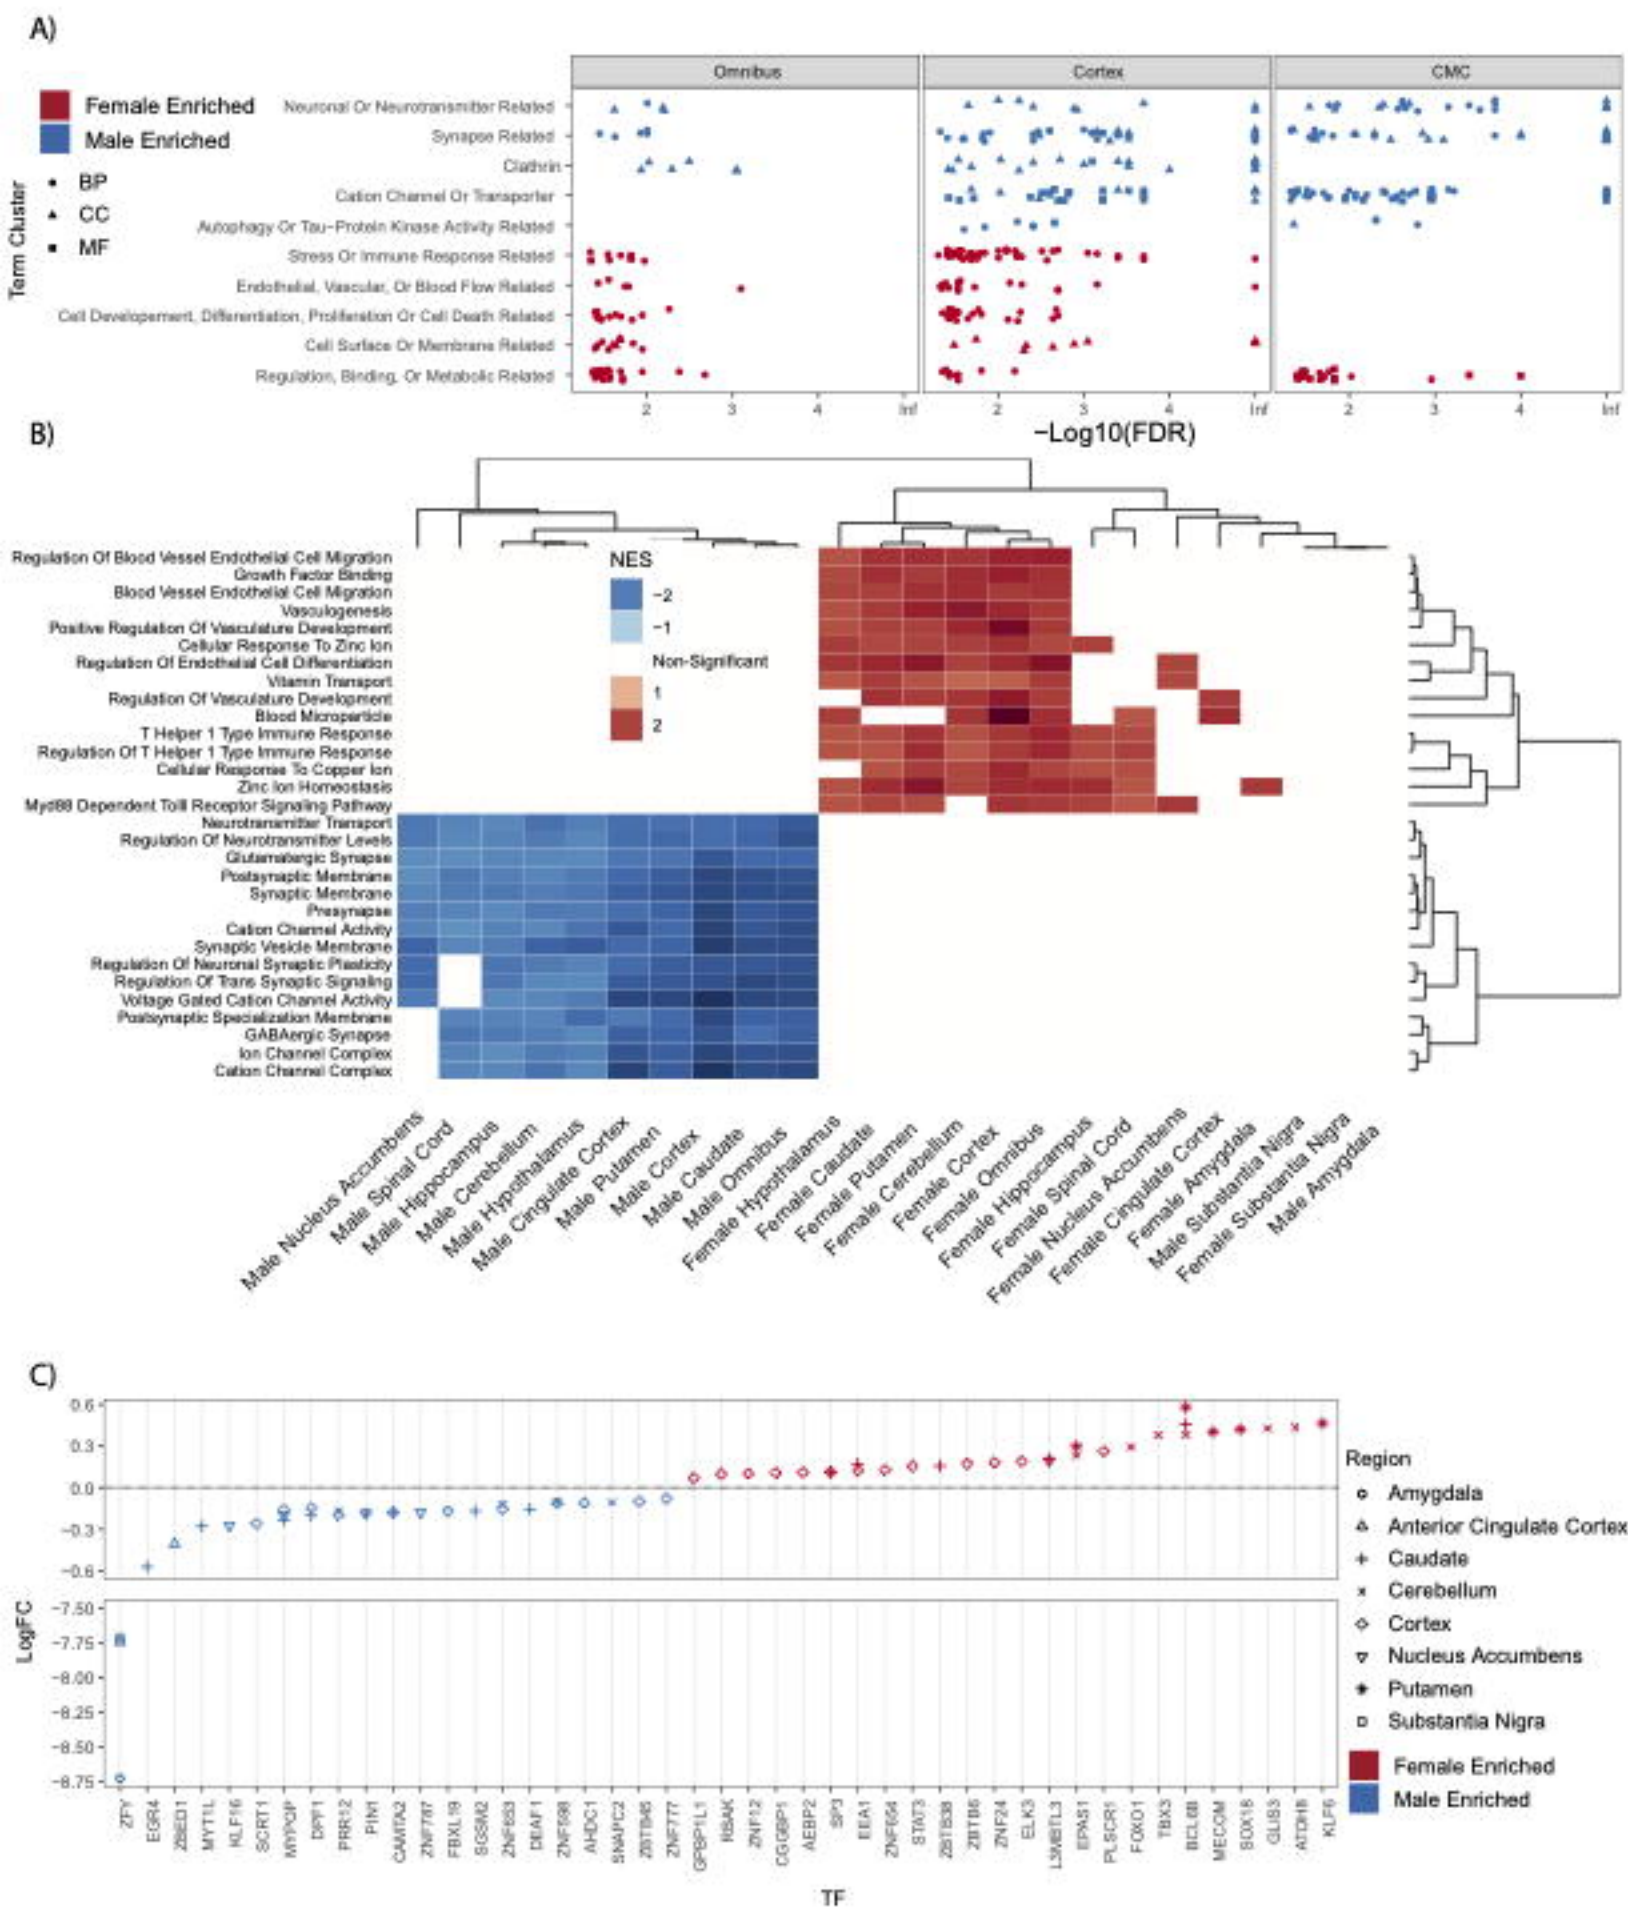 A)
Female Enriched
Male Enriched
BP
CC
MF
Term Cluster
Omnibus
Cortex
CMC
Neuronal Or Neurotransmitter Related
Synapse Related
Clathrin
Cation Channel Or Transporter
Autophagy Or Tau−Protein Kinase Activity Related
Stress Or Immune Response Related
Endothelial, Vascular, Or Blood Flow Related
Cell Developement, Differentiation, Proliferation Or Cell Death Related
Cell Surface Or Membrane Related
Regulation, Binding, Or Metabolic Related
2 3 4 Inf 2 3 4 Inf 2 3 4 Inf
−Log10(FDR)
B)
Regulation Of Blood Vessel Endothelial Cell Migration
Growth Factor Binding
Blood Vessel Endothelial Cell Migration
Vasculogenesis
Positive Regulation Of Vasculature Development
Cellular Response To Zinc Ion
Regulation Of Endothelial Cell Differentiation
Vitamin Transport
Regulation Of Vasculature Development
Blood Microparticle
T Helper 1 Type Immune Response
Regulation Of T Helper 1 Type Immune Response
Cellular Response To Copper Ion
Zinc Ion Homeostasis
Myd88 Dependent Tolll Receptor Signaling Pathway
Neurotransmitter Transport
Regulation Of Neurotransmitter Levels
Glutamatergic Synapse
Postsynaptic Membrane
Synaptic Membrane
Presynapse
Cation Channel Activity
Synaptic Vesicle Membrane
Regulation Of Neuronal Synaptic Plasticity
Regulation Of Trans Synaptic Signaling
Voltage Gated Cation Channel Activity
Postsynaptic Specialization Membrane
GABAergic Synapse
Ion Channel Complex
Cation Channel Complex
NES
−2
−1
Non-Significant
1
2
Male Nucleus Accumbens
Male Spinal Cord
Male Hippocampus
Male Cerebellum
Male Hypothalamus
Male Cingulate Cortex
Male Putamen
Male Cortex
Male Caudate
Male Omnibus
Female Hypothalamus
Female Caudate
Female Putamen
Female Cerebellum
Female Cortex
Female Omnibus
Female Hippocampus
Female Spinal Cord
Female Nucleus Accumbens
Female Cingulate Cortex
Female Amygdala
Male Substantia Nigra
Female Substantia Nigra
Male Amygdala
C)
0.6
0.3
0.0
−0.3
−0.6
−7.50
−7.75
−8.00
−8.25
−8.50
−8.75
LogFC
ZFY
EGR4
ZBED1
MYT1L
KLF16
SCRT1
MYPOP
DPF1
PRR12
PIN1
CAMTA2
ZNF787
FBXL19
SGSM2
ZNF653
DEAF1
ZNF598
AHDC1
SNAPC2
ZBTB45
ZNF777
GPBP1L1
RBAK
ZNF12
CGGBP1
AEBP2
SP3
EEA1
ZNF654
STAT3
ZBTB38
ZBTB6
ZNF24
ELK3
L3MBTL3
EPAS1
PLSCR1
FOXO1
TBX3
BCL6B
MECOM
SOX18
GLIS3
ATOH8
KLF6
TF
Region
Amygdala
Anterior Cingulate Cortex
Caudate
Cerebellum
Cortex
Nucleus Accumbens
Putamen
Substantia Nigra
Female Enriched
Male Enriched